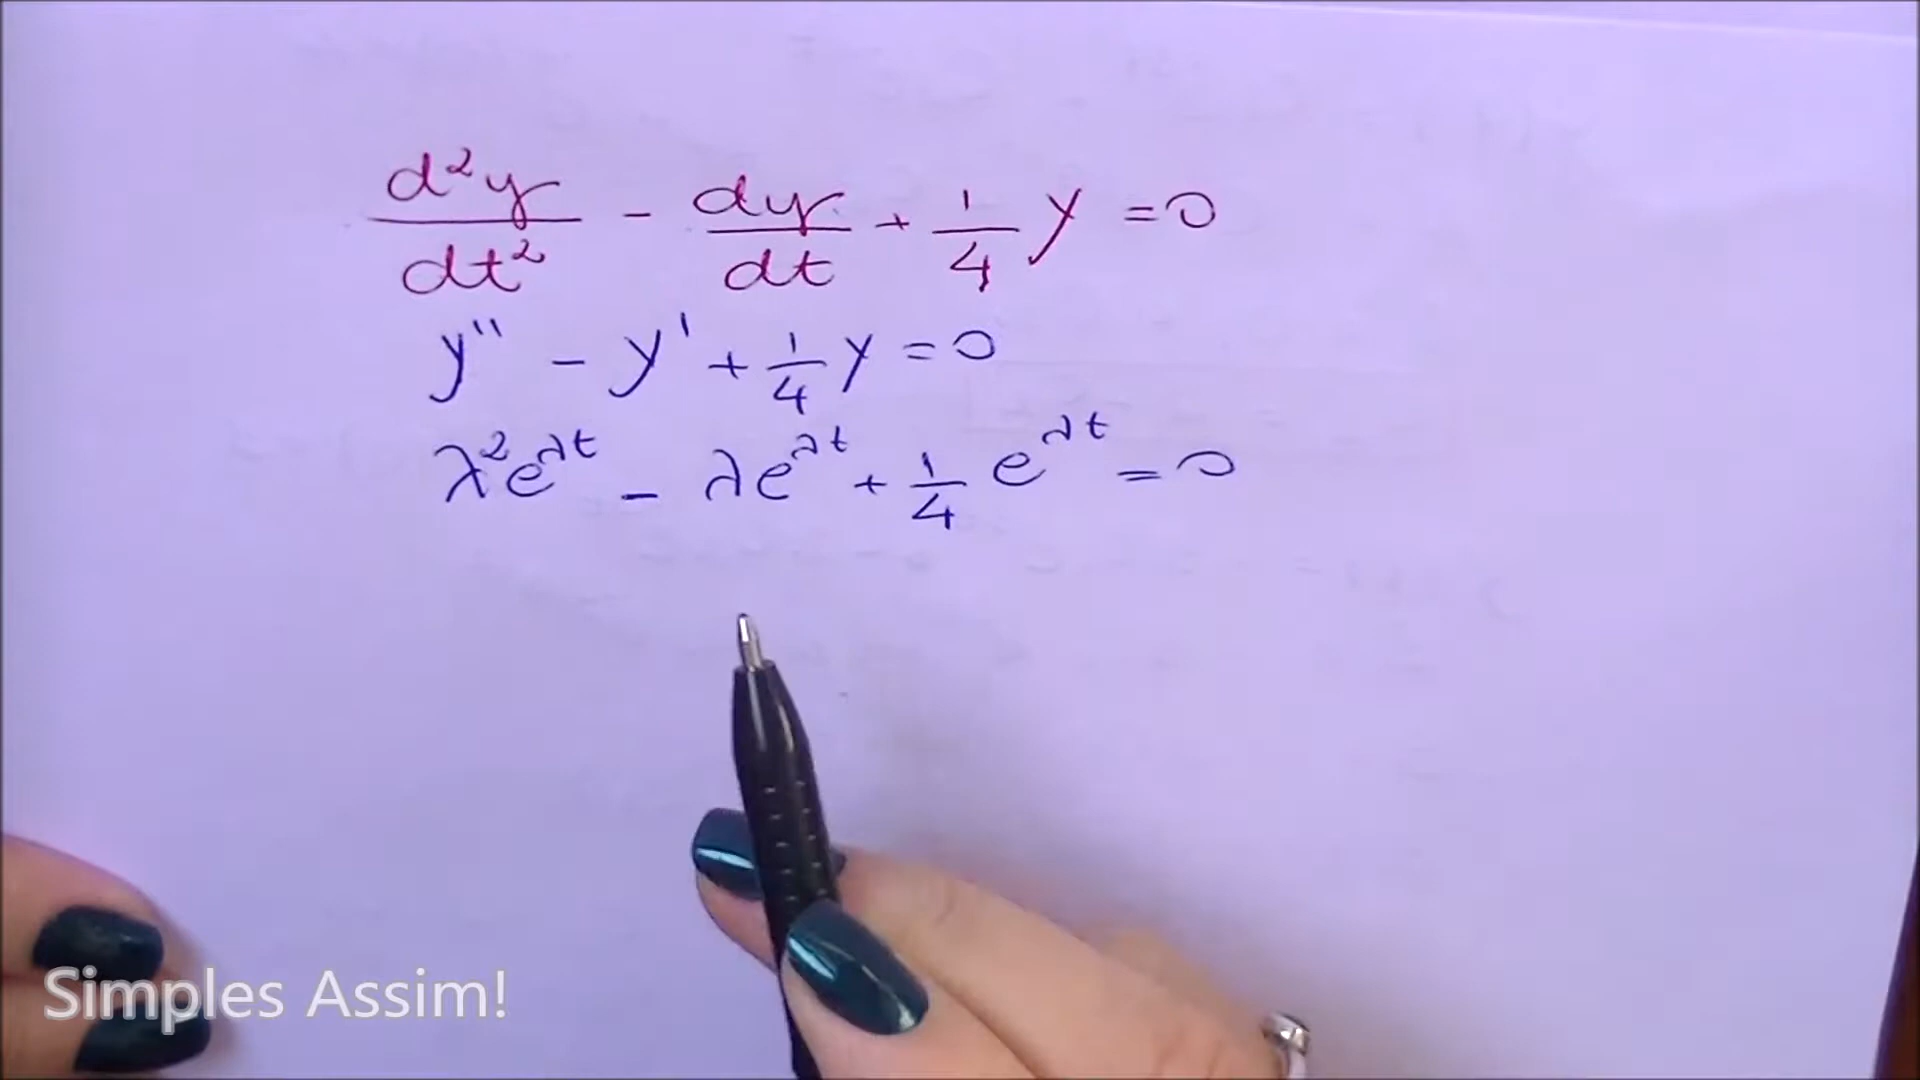 d²y/dt² - dy/dt + 1/4 y = 0
y'' - y' + 1/4 y = 0
λ²e^λt - λe^λt + 1/4 e^λt = 0
Simples Assim!